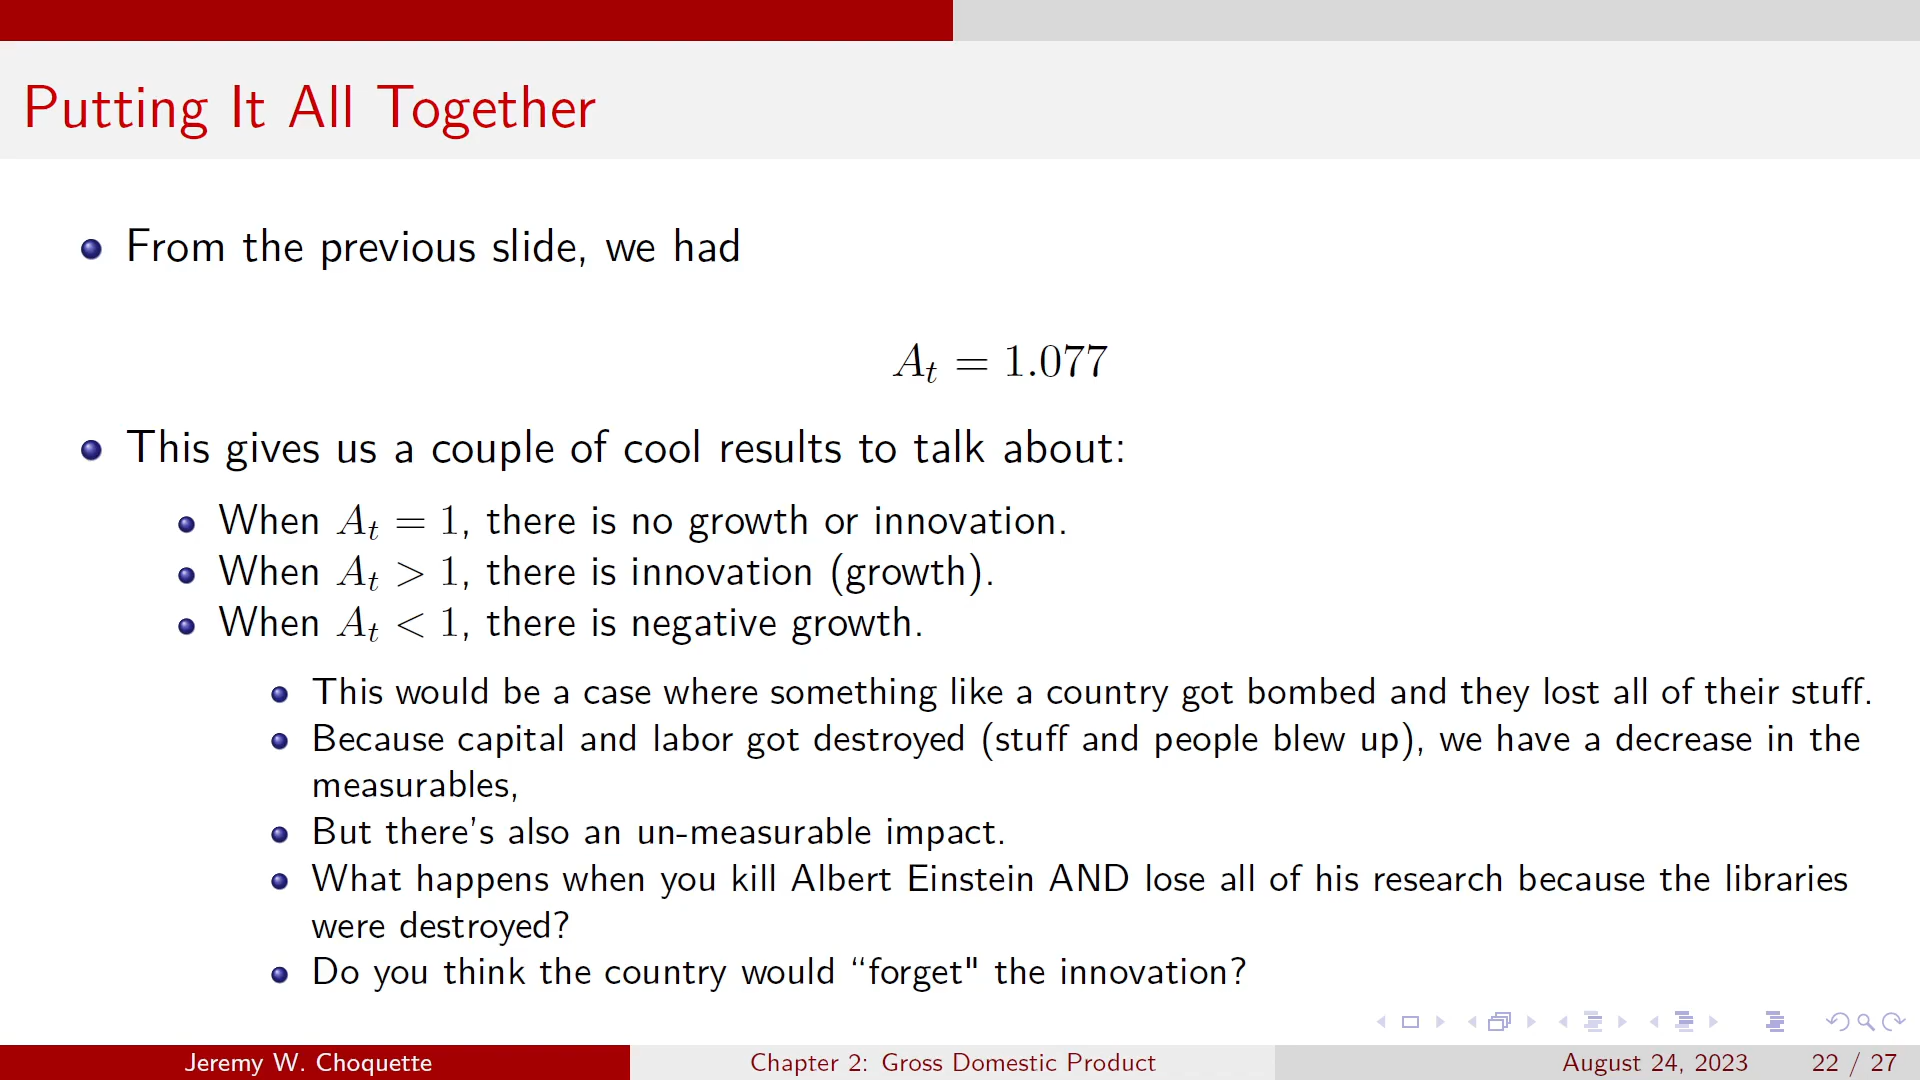 Putting It All Together
From the previous slide, we had
A_t = 1.077
This gives us a couple of cool results to talk about:
When A_t = 1, there is no growth or innovation.
When A_t > 1, there is innovation (growth).
When A_t < 1, there is negative growth.
This would be a case where something like a country got bombed and they lost all of their stuff.
Because capital and labor got destroyed (stuff and people blew up), we have a decrease in the
measurables,
But there's also an un-measurable impact.
What happens when you kill Albert Einstein AND lose all of his research because the libraries
were destroyed?
Do you think the country would “forget" the innovation?
Jeremy W. Choquette Chapter 2: Gross Domestic Product August 24, 2023 22 / 27